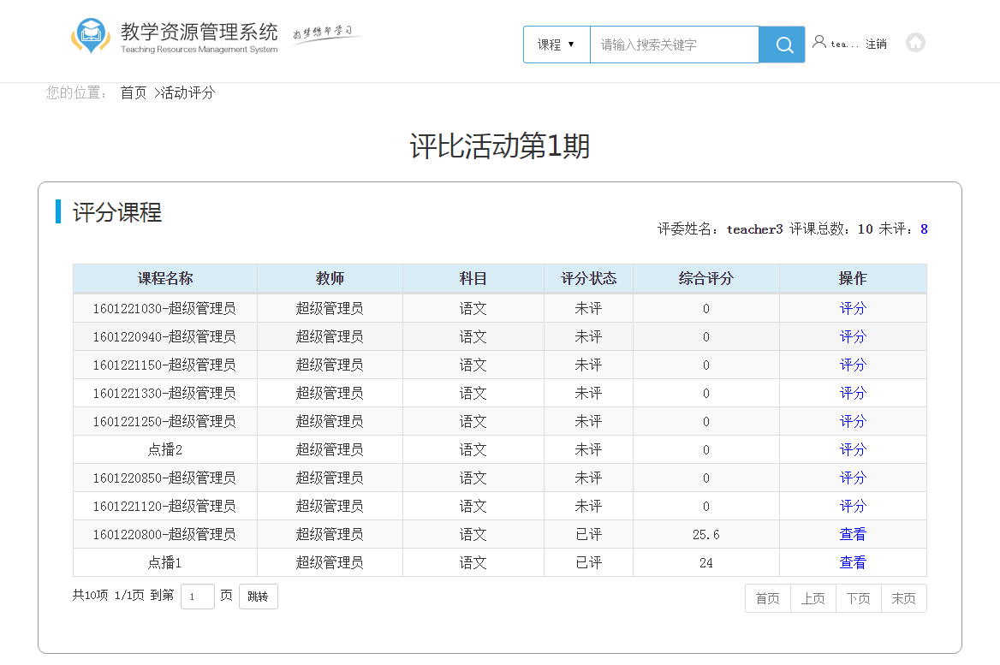 教学资源管理系统
Teaching Resources Management System
为梦想即学习
课程 ▼ 请输入搜索关键字 tea... 注销
您的位置： 首页 >活动评分
评比活动第1期
评分课程
评委姓名：teacher3 评课总数：10 未评：8
课程名称 教师 科目 评分状态 综合评分 操作
1601221030-超级管理员 超级管理员 语文 未评 0 评分
1601220940-超级管理员 超级管理员 语文 未评 0 评分
1601221150-超级管理员 超级管理员 语文 未评 0 评分
1601221330-超级管理员 超级管理员 语文 未评 0 评分
1601221250-超级管理员 超级管理员 语文 未评 0 评分
点播2 超级管理员 语文 未评 0 评分
1601220850-超级管理员 超级管理员 语文 未评 0 评分
1601221120-超级管理员 超级管理员 语文 未评 0 评分
1601220800-超级管理员 超级管理员 语文 已评 25.6 查看
点播1 超级管理员 语文 已评 24 查看
共10项 1/1页 到第 1 页 跳转 首页 上页 下页 末页